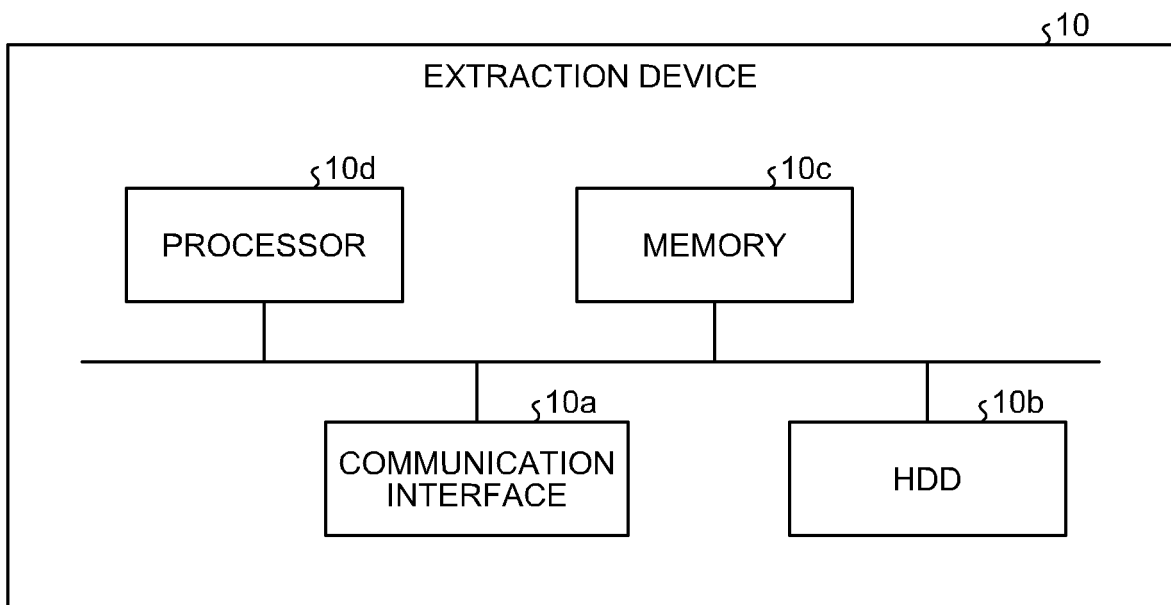 10
EXTRACTION DEVICE
10d
10c
PROCESSOR
MEMORY
10a
10b
COMMUNICATION
INTERFACE
HDD